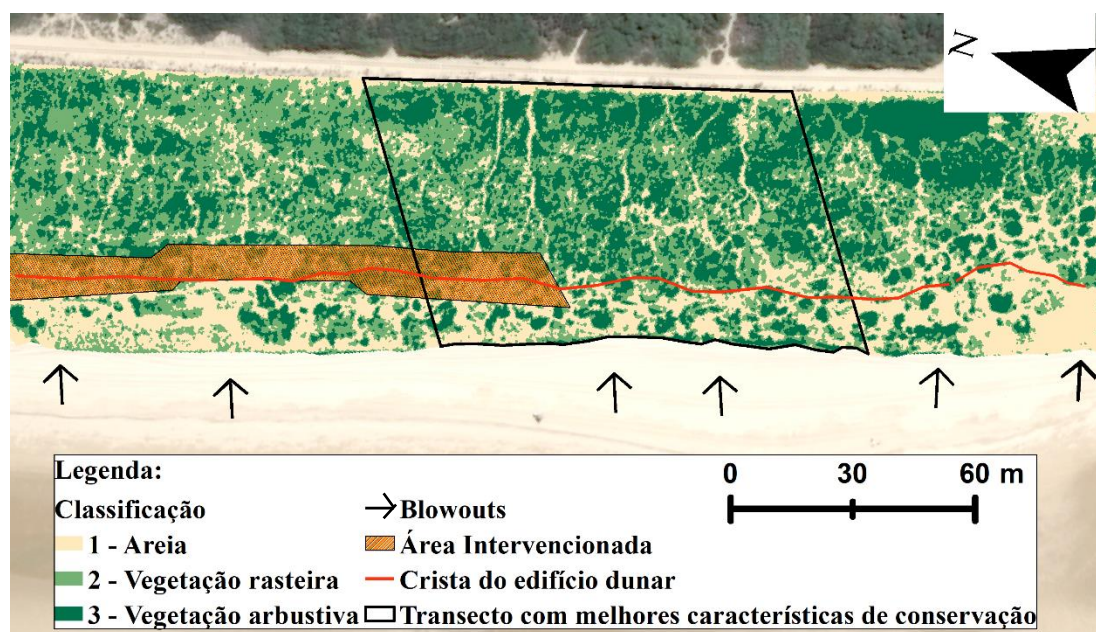 N
Legenda:
Classificação
1 - Areia
2 - Vegetação rasteira
3 - Vegetação arbustiva
Blowouts
Área Intervencionada
Crista do edifício dunar
Transecto com melhores características de conservação
0 30 60 m